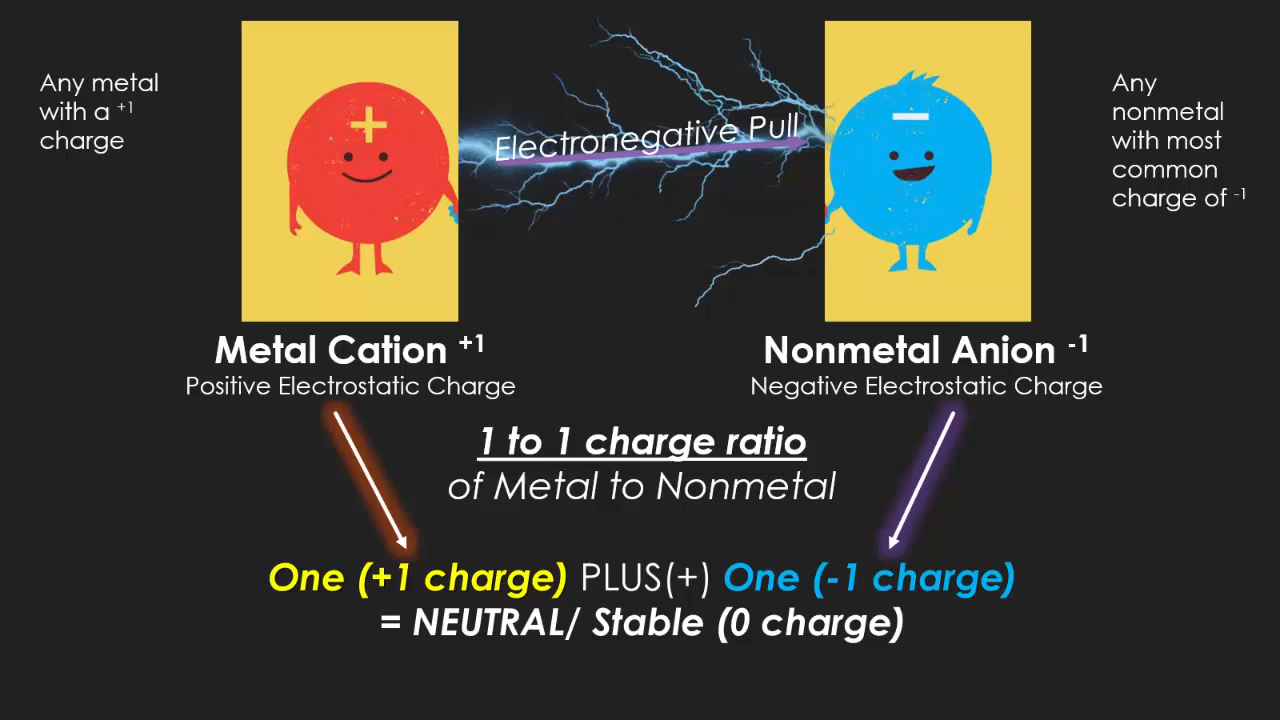 Any metal
with a +1
charge
+
Electronegative Pull
−
Any
nonmetal
with most
common
charge of -1
Metal Cation +1
Positive Electrostatic Charge
Nonmetal Anion -1
Negative Electrostatic Charge
1 to 1 charge ratio
of Metal to Nonmetal
One (+1 charge) PLUS(+) One (-1 charge)
= NEUTRAL/ Stable (0 charge)